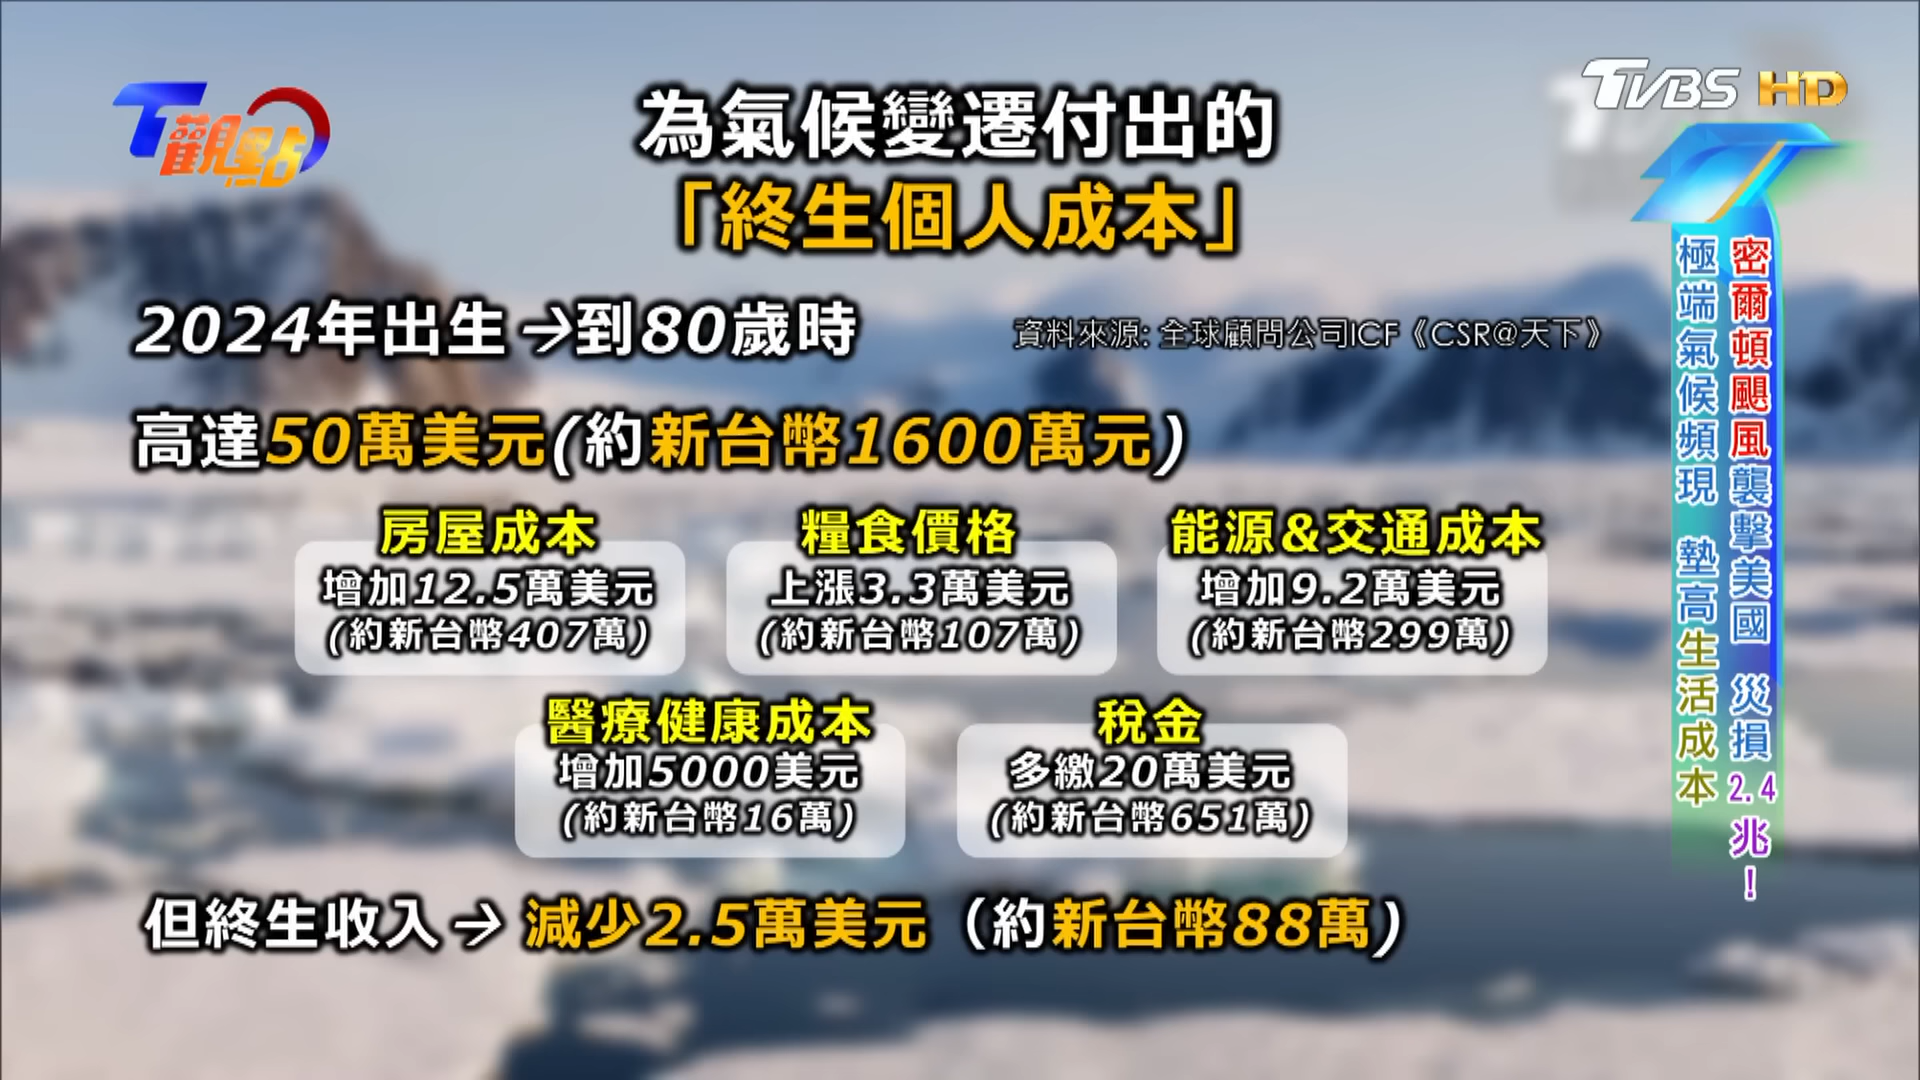 T觀點
TVBS HD
為氣候變遷付出的
「終生個人成本」
2024年出生→到80歲時
資料來源: 全球顧問公司ICF《CSR@天下》
高達50萬美元(約新台幣1600萬元)
房屋成本
增加12.5萬美元
(約新台幣407萬)
糧食價格
上漲3.3萬美元
(約新台幣107萬)
能源&交通成本
增加9.2萬美元
(約新台幣299萬)
醫療健康成本
增加5000美元
(約新台幣16萬)
稅金
多繳20萬美元
(約新台幣651萬)
但終生收入→ 減少2.5萬美元（約新台幣88萬)
密爾頓颶風襲擊美國 災損2.4兆!
極端氣候頻現 墊高生活成本